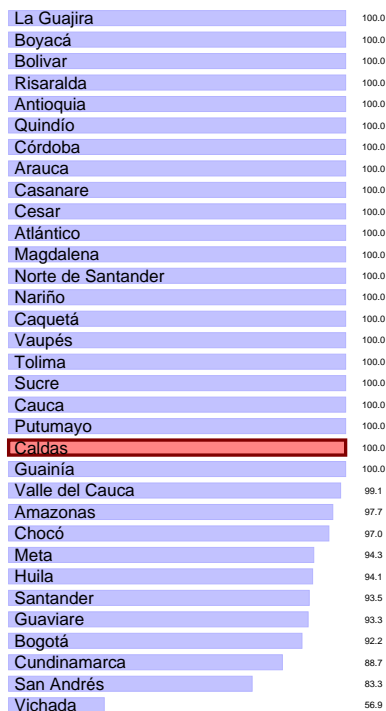 La Guajira 100.0
Boyacá 100.0
Bolivar 100.0
Risaralda 100.0
Antioquia 100.0
Quindío 100.0
Córdoba 100.0
Arauca 100.0
Casanare 100.0
Cesar 100.0
Atlántico 100.0
Magdalena 100.0
Norte de Santander 100.0
Nariño 100.0
Caquetá 100.0
Vaupés 100.0
Tolima 100.0
Sucre 100.0
Cauca 100.0
Putumayo 100.0
Caldas 100.0
Guainía 100.0
Valle del Cauca 99.1
Amazonas 97.7
Chocó 97.0
Meta 94.3
Huila 94.1
Santander 93.5
Guaviare 93.3
Bogotá 92.2
Cundinamarca 88.7
San Andrés 83.3
Vichada 56.9